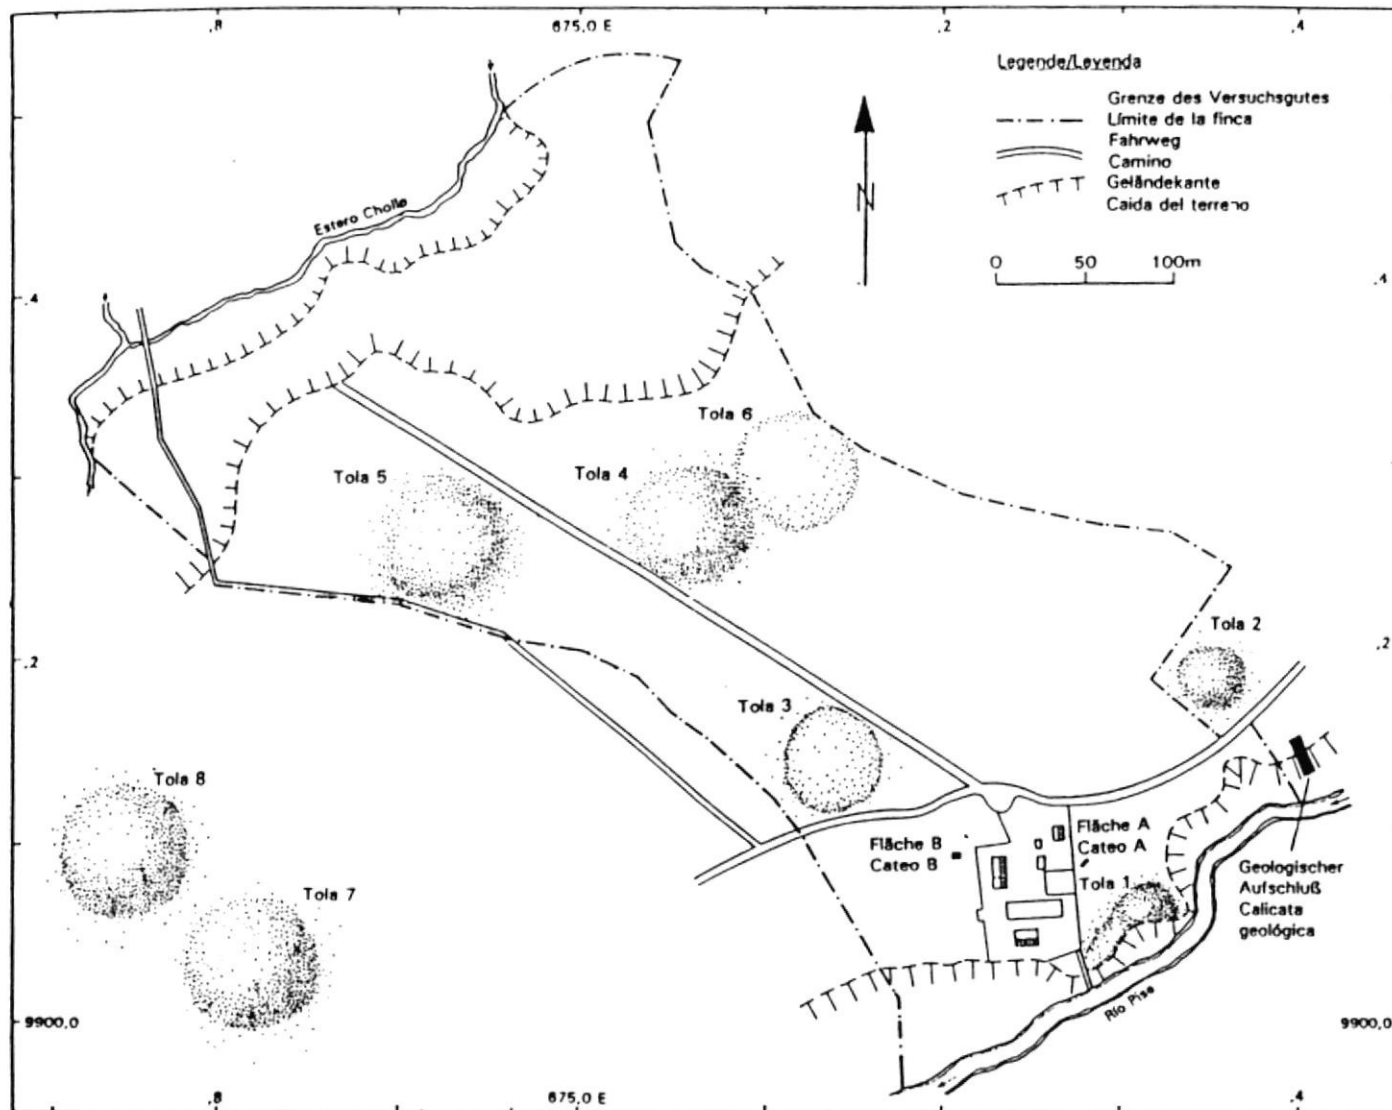 ,8
675,0 E
,2
,4
Legende/Leyenda
Grenze des Versuchsgutes
Límite de la finca
Fahrweg
Camino
Geländekante
Caida del terreno
0 50 100m
N
Estero Cholle
,4
,4
Tola 6
Tola 5
Tola 4
Tola 2
,2
,2
Tola 3
Tola 8
Fläche B
Cateo B
Fläche A
Cateo A
Tola 1
Geologischer
Aufschluß
Calicata
geológica
Tola 7
Río Pise
9900,0
9900,0
,8
675,0 E
,4